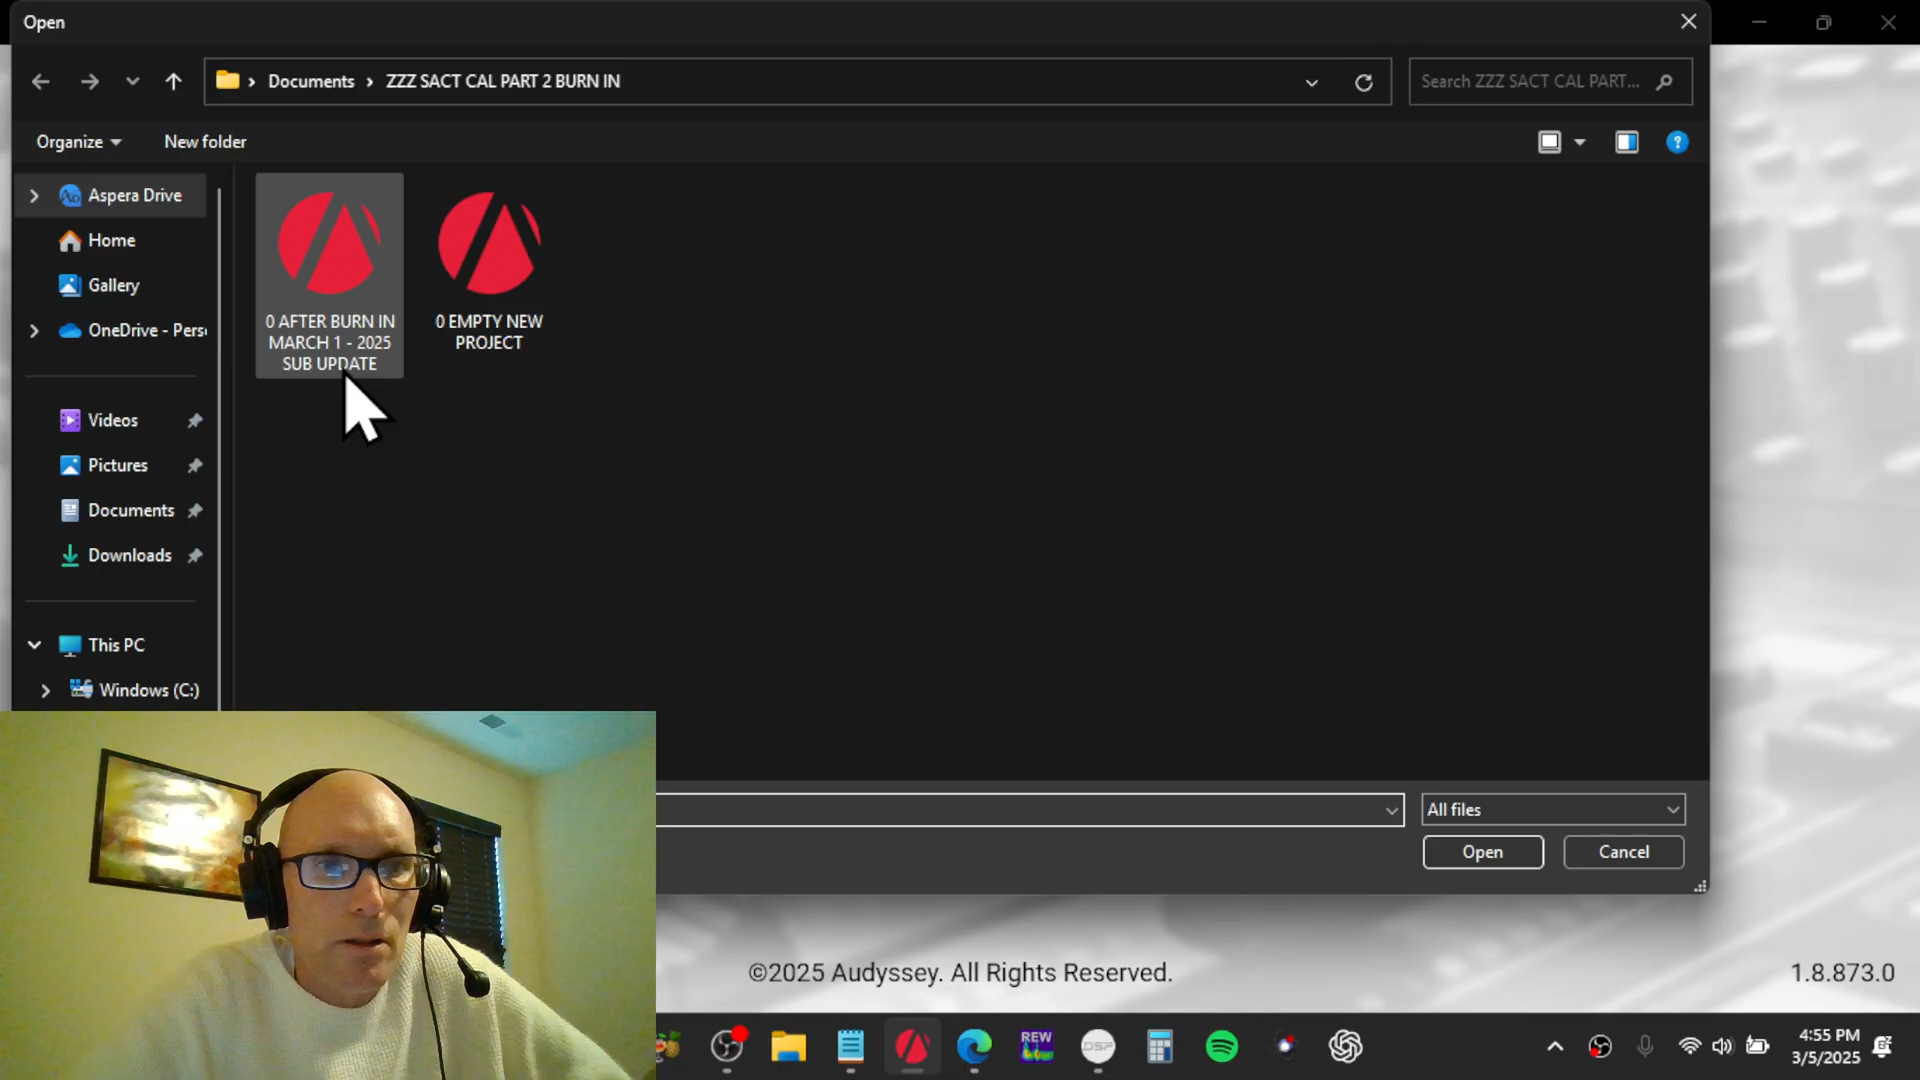 Open
Documents
ZZZ SACT CAL PART 2 BURN IN
Search ZZZ SACT CAL PART...
Organize
New folder
Aspera Drive
Home
Gallery
OneDrive - Pers
Videos
Pictures
Documents
Downloads
This PC
Windows (C:)
0 AFTER BURN IN
MARCH 1 - 2025
SUB UPDATE
0 EMPTY NEW
PROJECT
All files
Open
Cancel
©2025 Audyssey. All Rights Reserved.
1.8.873.0
REW
DSP
4:55 PM
3/5/2025